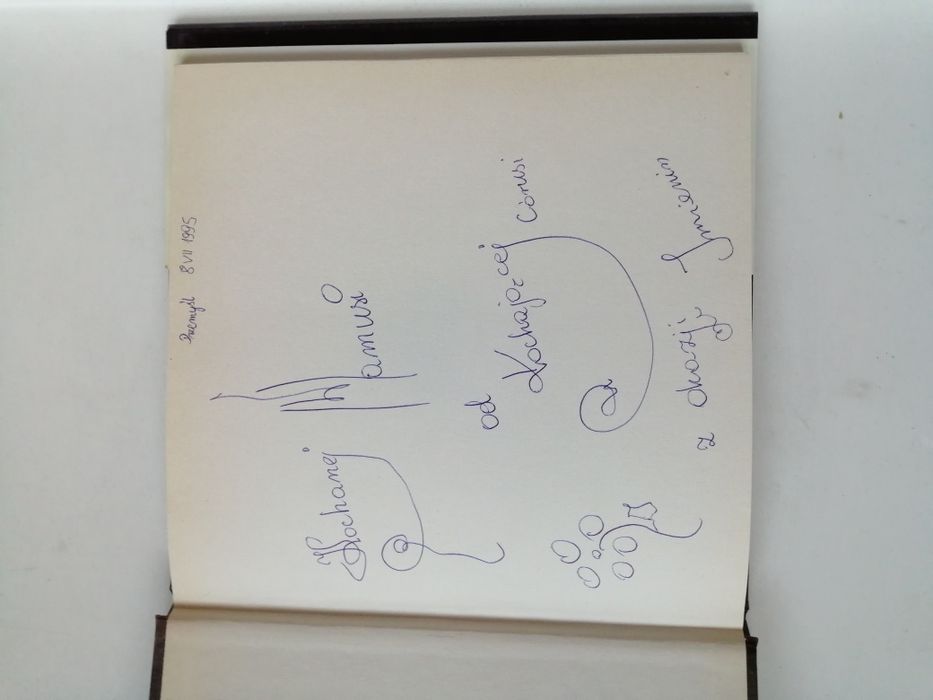 Przemyśl 8 VII 1995
Kochanej Mamusi
od Kochającej Córusi
z okazji Imienin